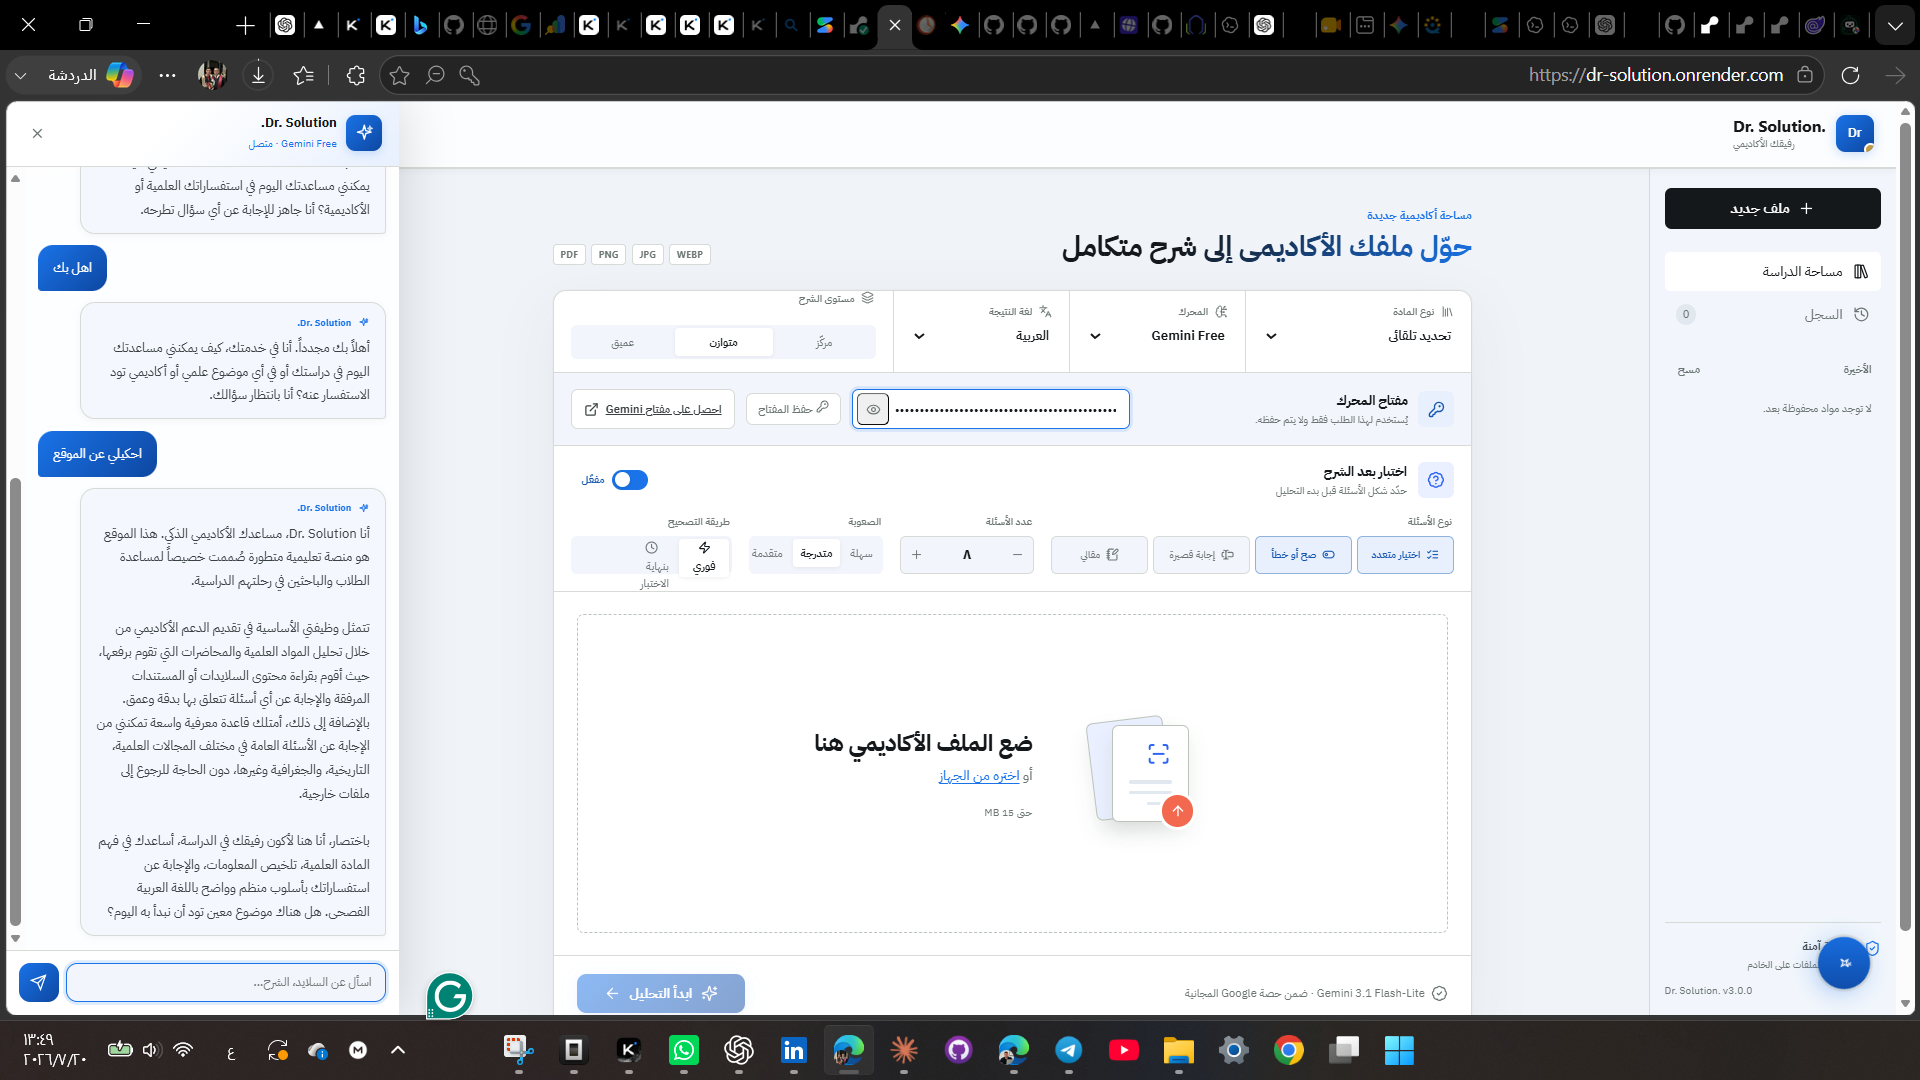 الدردشة
https://dr-solution.onrender.com
Dr. Solution.
رفيقك الأكاديمي
Dr
ملف جديد
مساحة الدراسة
السجل
0
الأخيرة
مسح
لا توجد مواد محفوظة بعد.
Dr. Solution. v3.0.0
مساحة أكاديمية جديدة
حوّل ملفك الأكاديمي إلى شرح متكامل
PDF PNG JPG WEBP
نوع المادة
تحديد تلقائي
المحرك
Gemini Free
لغة النتيجة
العربية
مستوى الشرح
مركّز
متوازن
عميق
مفتاح المحرك
يُستخدم لهذا الطلب فقط ولا يتم حفظه.
حفظ المفتاح
احصل على مفتاح Gemini
اختبار بعد الشرح
حدّد شكل الأسئلة قبل بدء التحليل
مفعّل
نوع الأسئلة
اختيار متعدد
صح أو خطأ
إجابة قصيرة
مقالي
عدد الأسئلة
٨
الصعوبة
سهلة
متدرجة
متقدمة
طريقة التصحيح
فوري
بنهاية
الاختبار
ضع الملف الأكاديمي هنا
أو اختره من الجهاز
حتى 15 MB
Gemini 3.1 Flash-Lite · ضمن حصة Google المجانية
ابدأ التحليل
Dr. Solution.
Gemini Free · متصل
يمكنني مساعدتك اليوم في استفساراتك العلمية أو
الأكاديمية؟ أنا جاهز للإجابة عن أي سؤال تطرحه.
اهل بك
Dr. Solution.
أهلاً بك مجدداً. أنا في خدمتك، كيف يمكنني مساعدتك
اليوم في دراستك أو في أي موضوع علمي أو أكاديمي تود
الاستفسار عنه؟ أنا بانتظار سؤالك.
احكيلي عن الموقع
Dr. Solution.
أنا Dr. Solution، مساعدك الأكاديمي الذكي. هذا الموقع
هو منصة تعليمية متطورة صُممت خصيصاً لمساعدة
الطلاب والباحثين في رحلتهم الدراسية.
تتمثل وظيفتي الأساسية في تقديم الدعم الأكاديمي من
خلال تحليل المواد العلمية والمحاضرات التي تقوم برفعها،
حيث أقوم بقراءة محتوى السلايدات أو المستندات
المرفقة والإجابة عن أي أسئلة تتعلق بها بدقة وعمق.
بالإضافة إلى ذلك، أمتلك قاعدة معرفية واسعة تمكنني من
الإجابة عن الأسئلة العامة في مختلف المجالات العلمية،
التاريخية، والجغرافية وغيرها، دون الحاجة للرجوع إلى
ملفات خارجية.
باختصار، أنا هنا لأكون رفيقك في الدراسة، أساعدك في فهم
المادة العلمية، تلخيص المعلومات، والإجابة عن
استفساراتك بأسلوب منظم وواضح باللغة العربية
الفصحى. هل هناك موضوع معين تود أن نبدأ به اليوم؟
اسأل عن السلايد، الشرح...
آمنة
الملفات على الخادم
١٣:٤٩
٢٠٢٦/٧/٢٠
ع